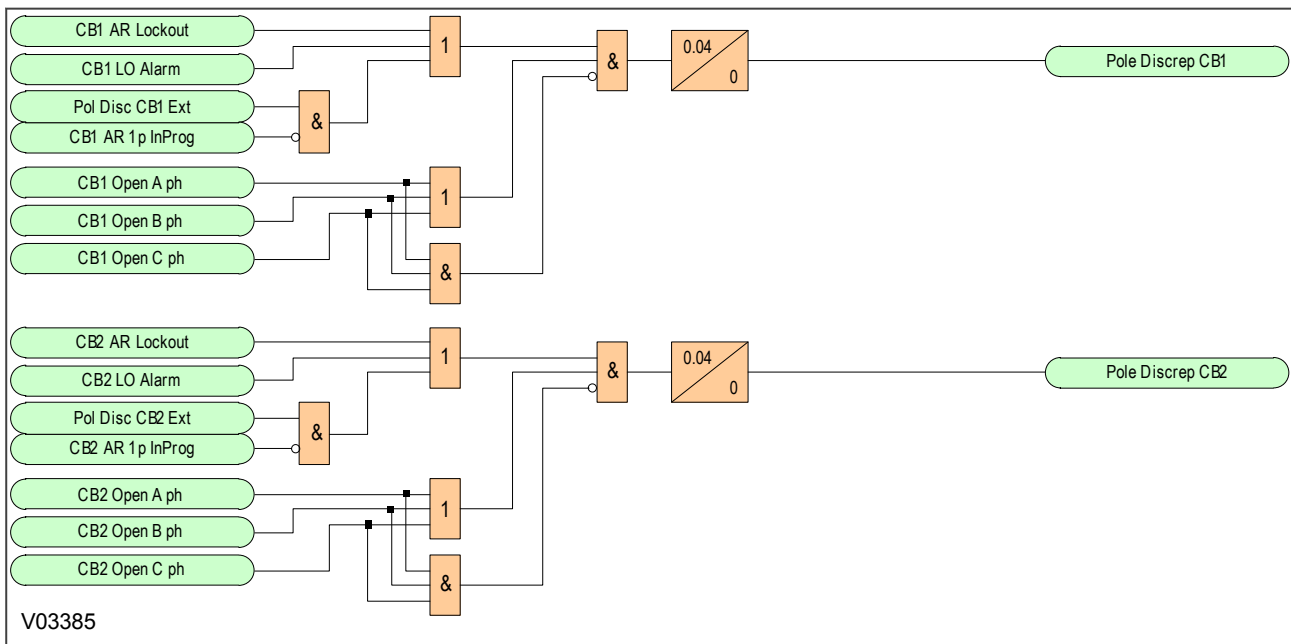 CB1 AR Lockout
CB1 LO Alarm
Pol Disc CB1 Ext
CB1 AR 1p InProg
CB1 Open A ph
CB1 Open B ph
CB1 Open C ph
1
&
1
&
&
0.04
0
Pole Discrep CB1
CB2 AR Lockout
CB2 LO Alarm
Pol Disc CB2 Ext
CB2 AR 1p InProg
CB2 Open A ph
CB2 Open B ph
CB2 Open C ph
1
&
1
&
&
0.04
0
Pole Discrep CB2
V03385